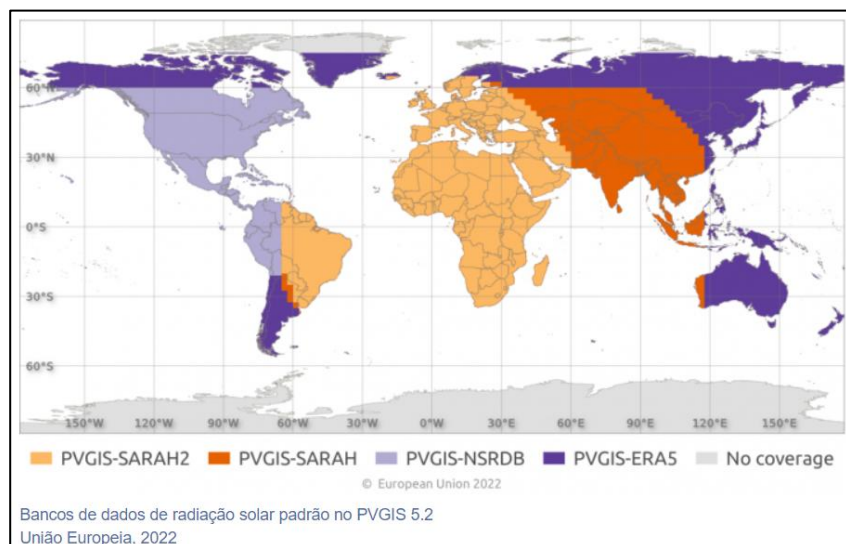 60°N
30°N
0°S
30°S
60°S
150°W 120°W 90°W 60°W 30°W 0°W 30°E 60°E 90°E 120°E 150°E
PVGIS-SARAH2 PVGIS-SARAH PVGIS-NSRDB PVGIS-ERA5 No coverage
© European Union 2022
Bancos de dados de radiação solar padrão no PVGIS 5.2
União Europeia, 2022